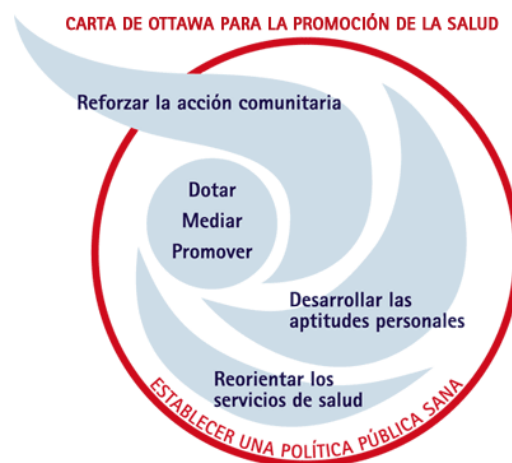 CARTA DE OTTAWA PARA LA PROMOCIÓN DE LA SALUD
Reforzar la acción comunitaria
Dotar
Mediar
Promover
Desarrollar las
aptitudes personales
Reorientar los
servicios de salud
ESTABLECER UNA POLÍTICA PÚBLICA SANA